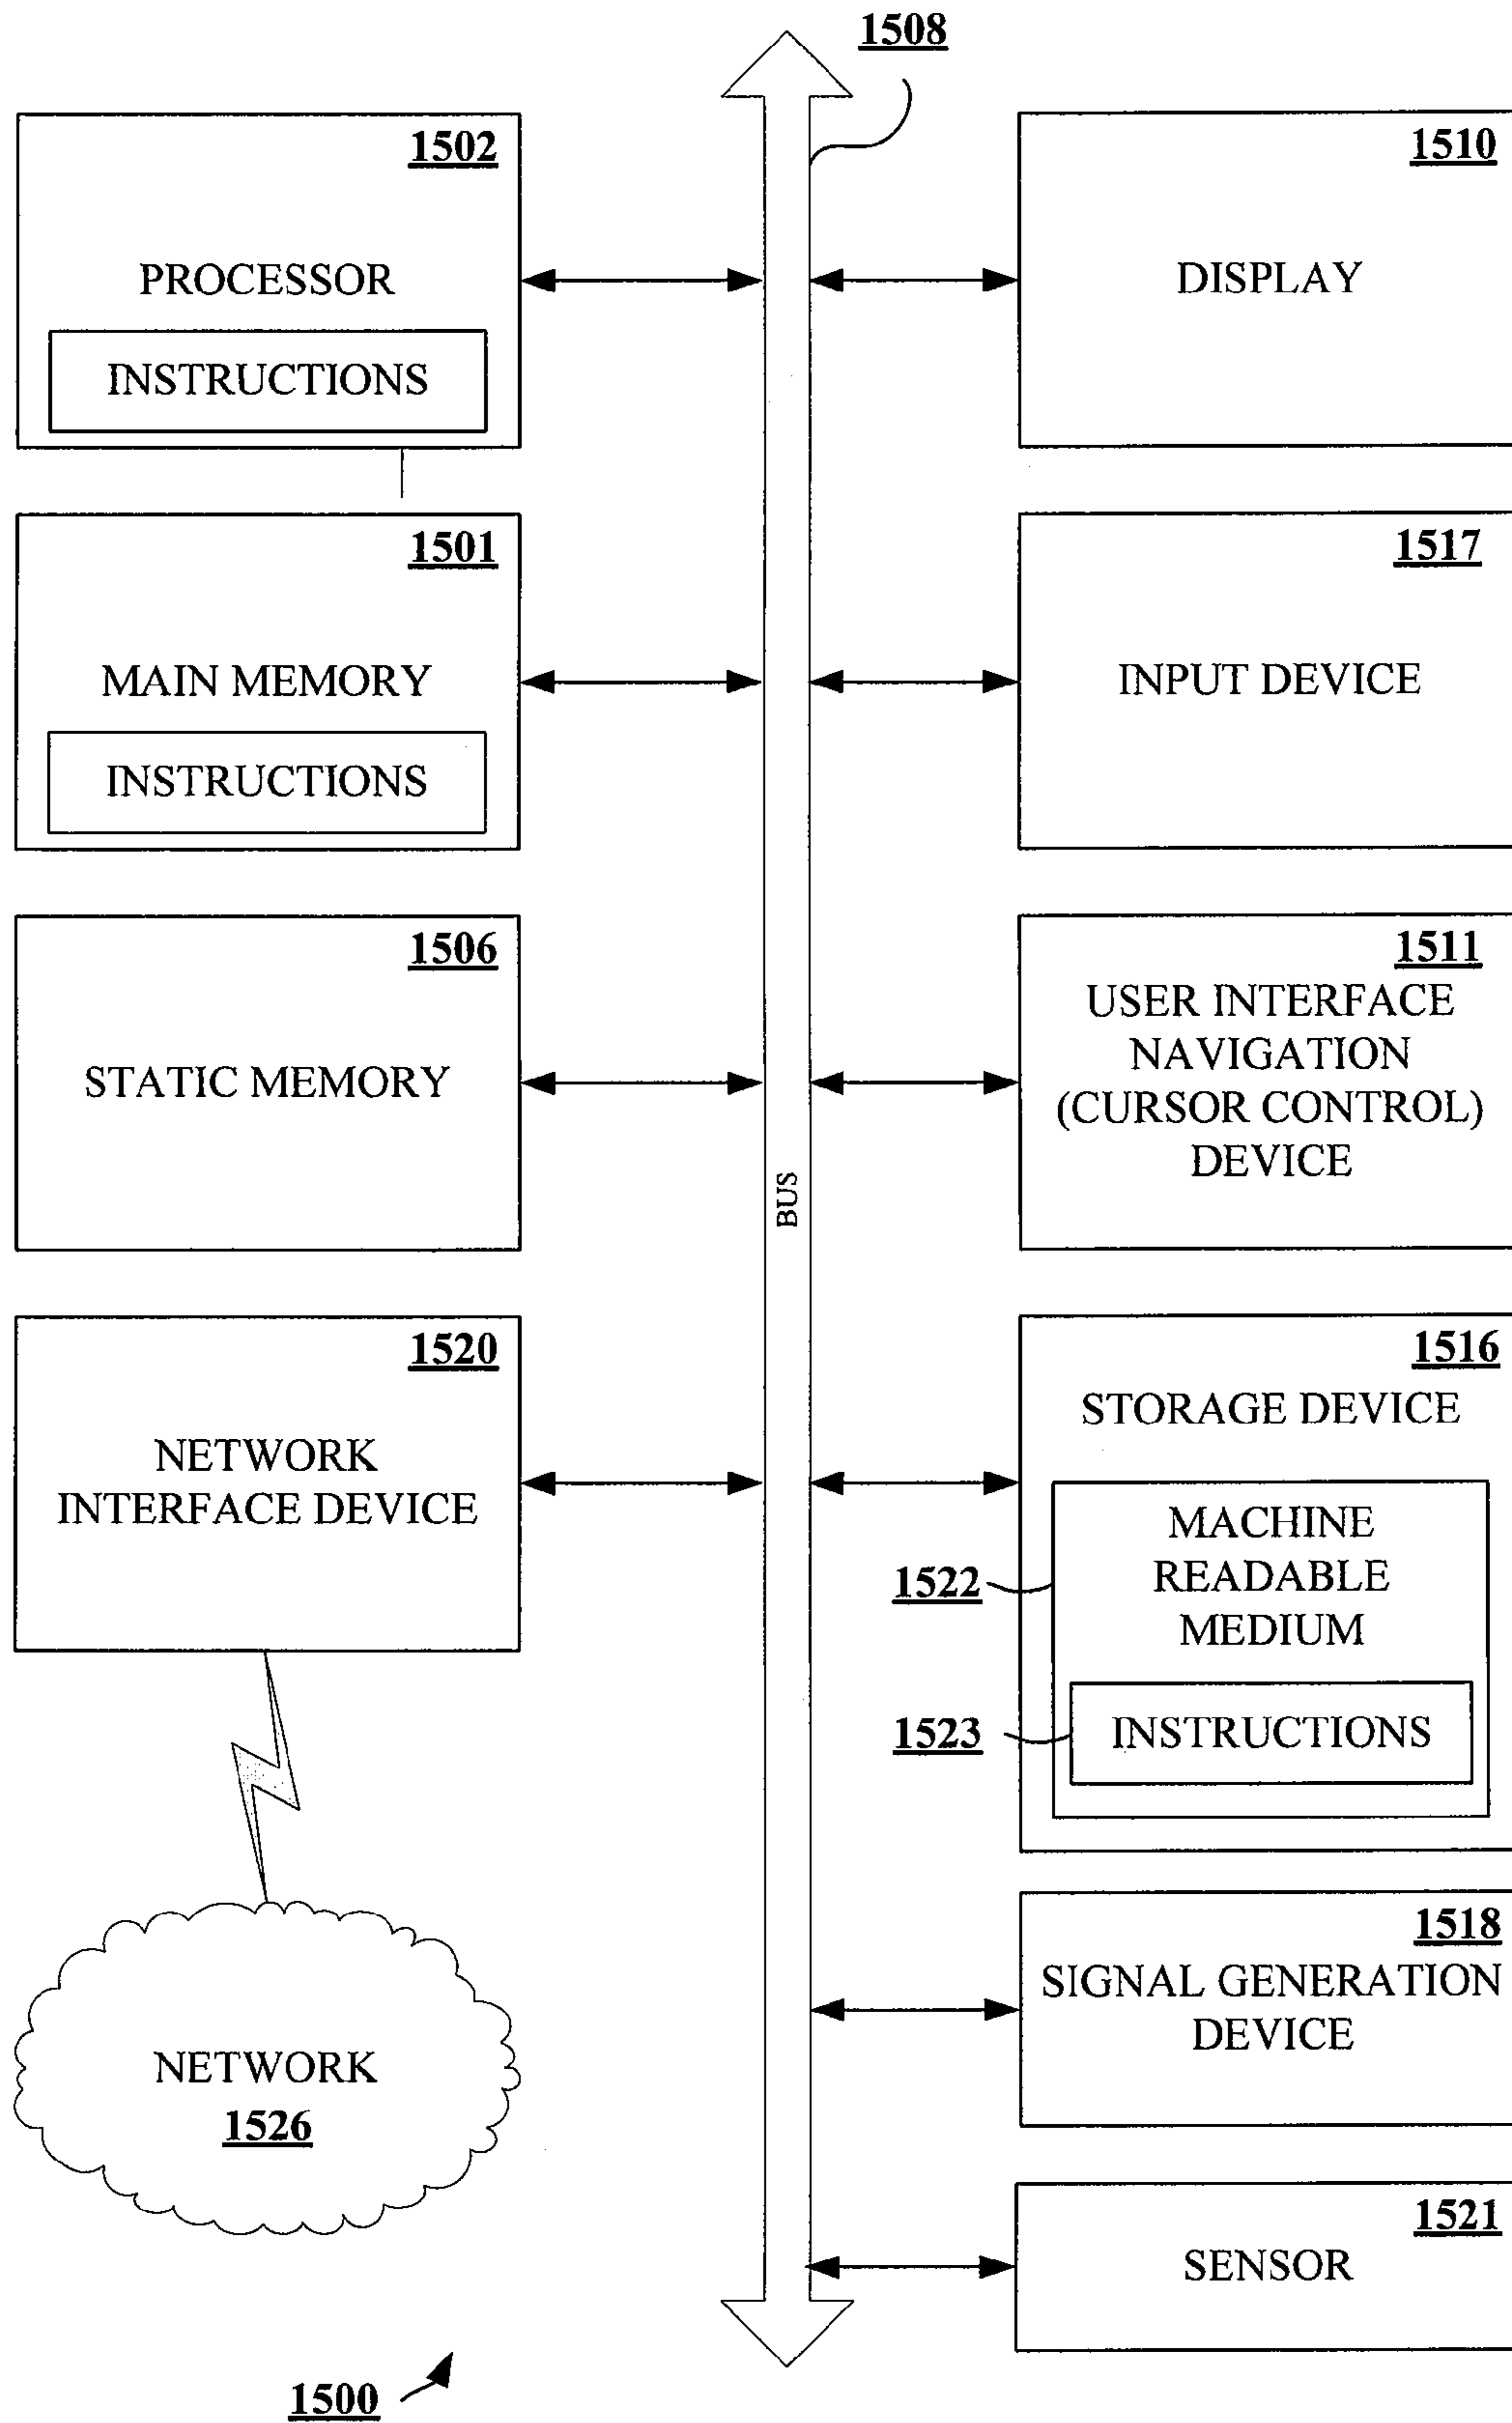 1508
1502
PROCESSOR
INSTRUCTIONS
1501
MAIN MEMORY
INSTRUCTIONS
1506
STATIC MEMORY
1520
NETWORK
INTERFACE DEVICE
NETWORK
1526
1500
BUS
1510
DISPLAY
1517
INPUT DEVICE
1511
USER INTERFACE
NAVIGATION
(CURSOR CONTROL)
DEVICE
1516
STORAGE DEVICE
1522
MACHINE
READABLE
MEDIUM
1523
INSTRUCTIONS
1518
SIGNAL GENERATION
DEVICE
1521
SENSOR